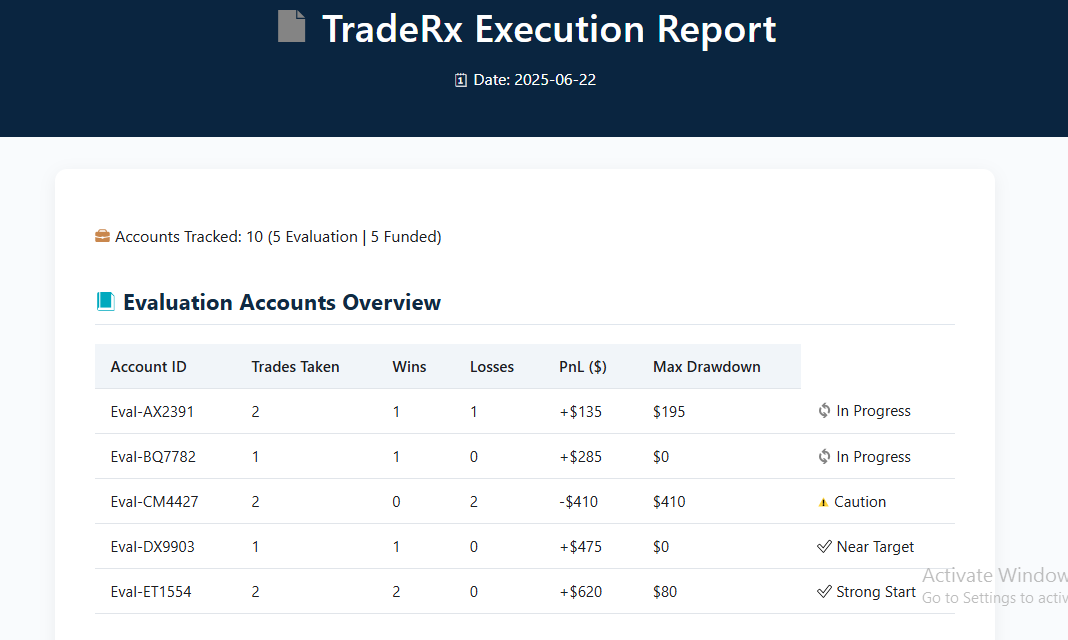 TradeRx Execution Report
Date: 2025-06-22
Accounts Tracked: 10 (5 Evaluation | 5 Funded)
Evaluation Accounts Overview
Account ID Trades Taken Wins Losses PnL ($) Max Drawdown
Eval-AX2391 2 1 1 +$135 $195 In Progress
Eval-BQ7782 1 1 0 +$285 $0 In Progress
Eval-CM4427 2 0 2 -$410 $410 Caution
Eval-DX9903 1 1 0 +$475 $0 Near Target
Eval-ET1554 2 2 0 +$620 $80 Strong Start
Activate Window
Go to Settings to activ